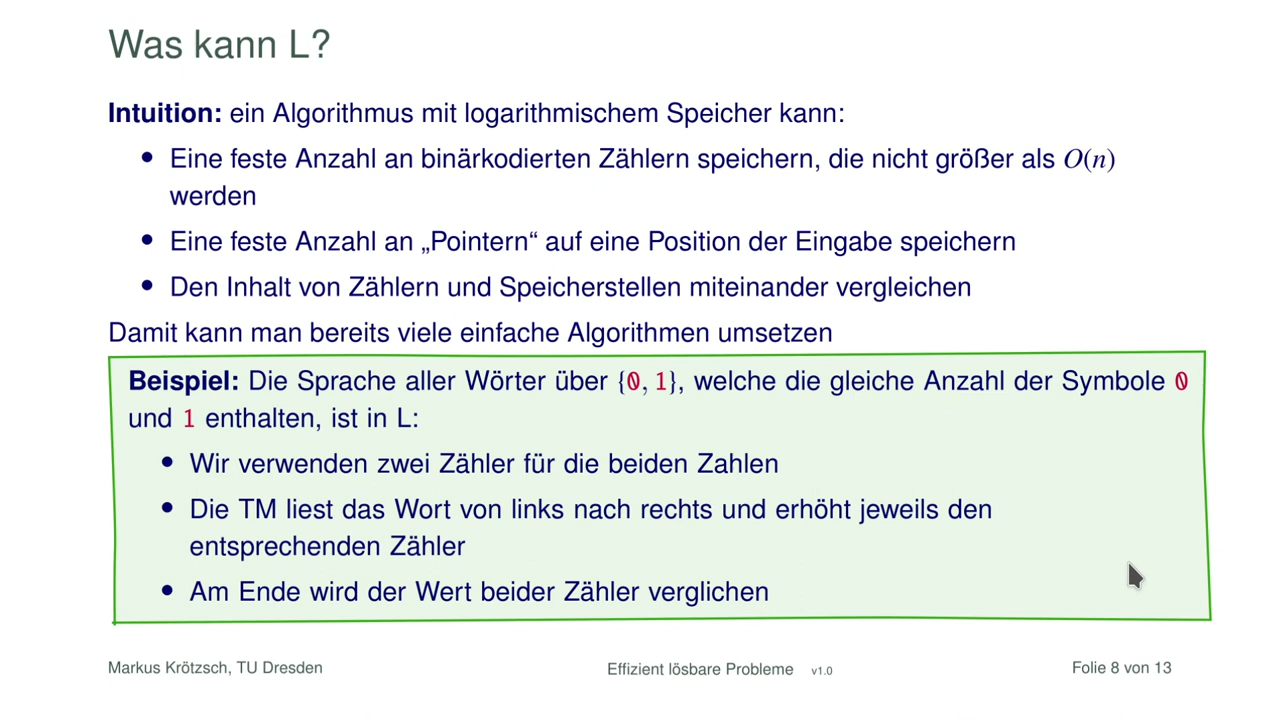 Was kann L?
Intuition: ein Algorithmus mit logarithmischem Speicher kann:
• Eine feste Anzahl an binärkodierten Zählern speichern, die nicht größer als O(n)
werden
• Eine feste Anzahl an „Pointern“ auf eine Position der Eingabe speichern
• Den Inhalt von Zählern und Speicherstellen miteinander vergleichen
Damit kann man bereits viele einfache Algorithmen umsetzen
Beispiel: Die Sprache aller Wörter über {0, 1}, welche die gleiche Anzahl der Symbole 0
und 1 enthalten, ist in L:
• Wir verwenden zwei Zähler für die beiden Zahlen
• Die TM liest das Wort von links nach rechts und erhöht jeweils den
entsprechenden Zähler
• Am Ende wird der Wert beider Zähler verglichen
Markus Krötzsch, TU Dresden Effizient lösbare Probleme v1.0 Folie 8 von 13